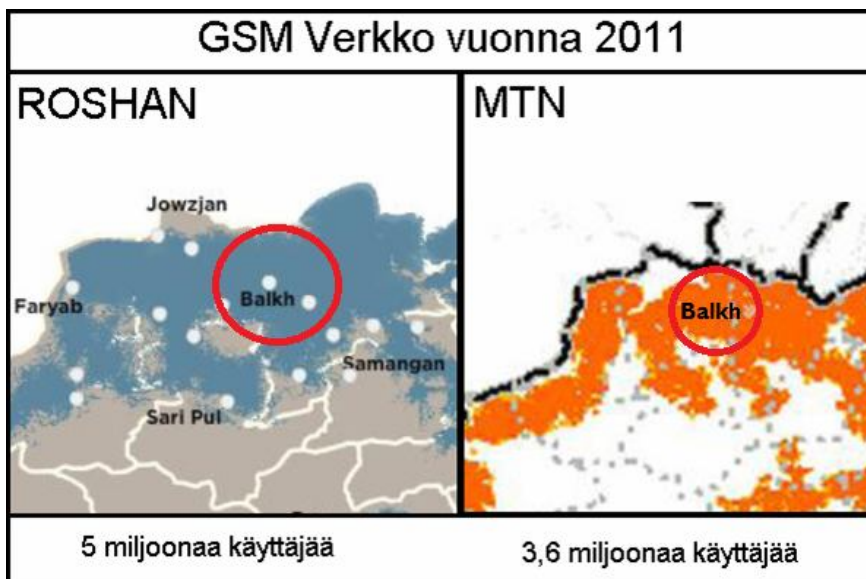 GSM Verkko vuonna 2011
ROSHAN
Jowzjan
Balkh
Faryab
Samangan
Sari Pul
5 miljoonaa käyttäjää
MTN
Balkh
3,6 miljoonaa käyttäjää